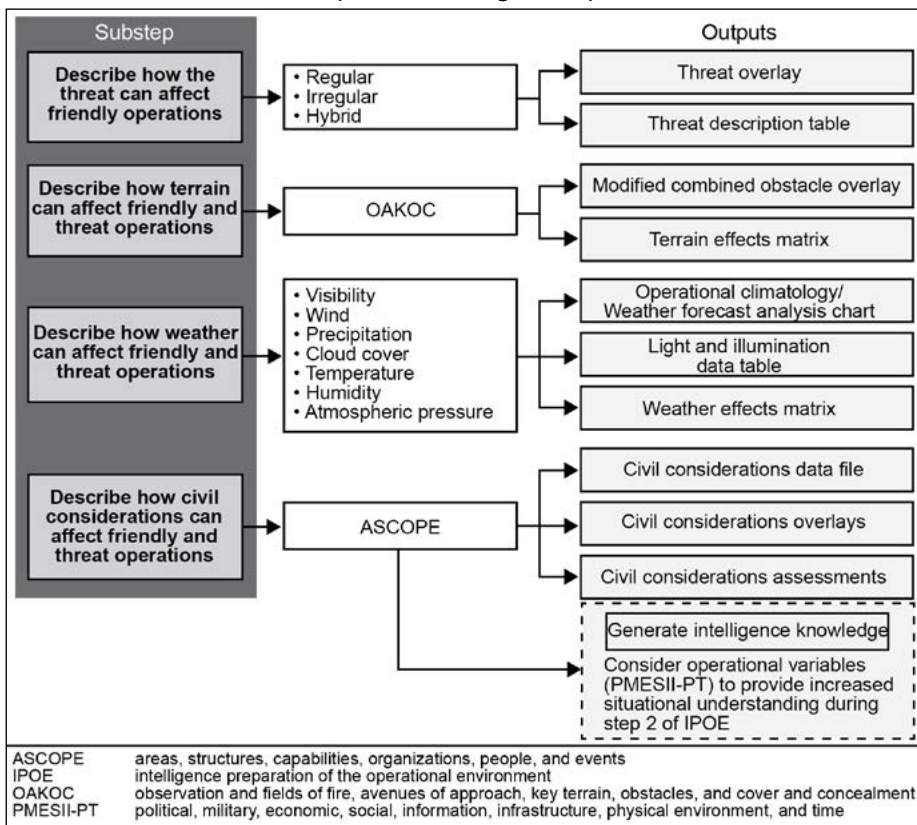 Substep
Outputs
Describe how the
threat can affect
friendly operations
• Regular
• Irregular
• Hybrid
Threat overlay
Threat description table
Describe how terrain
can affect friendly and
threat operations
OAKOC
Modified combined obstacle overlay
Terrain effects matrix
Describe how weather
can affect friendly and
threat operations
• Visibility
• Wind
• Precipitation
• Cloud cover
• Temperature
• Humidity
• Atmospheric pressure
Operational climatology/
Weather forecast analysis chart
Light and illumination
data table
Weather effects matrix
Describe how civil
considerations can
affect friendly and
threat operations
ASCOPE
Civil considerations data file
Civil considerations overlays
Civil considerations assessments
Generate intelligence knowledge
Consider operational variables
(PMESII-PT) to provide increased
situational understanding during
step 2 of IPOE
ASCOPE areas, structures, capabilities, organizations, people, and events
IPOE intelligence preparation of the operational environment
OAKOC observation and fields of fire, avenues of approach, key terrain, obstacles, and cover and concealment
PMESII-PT political, military, economic, social, information, infrastructure, physical environment, and time